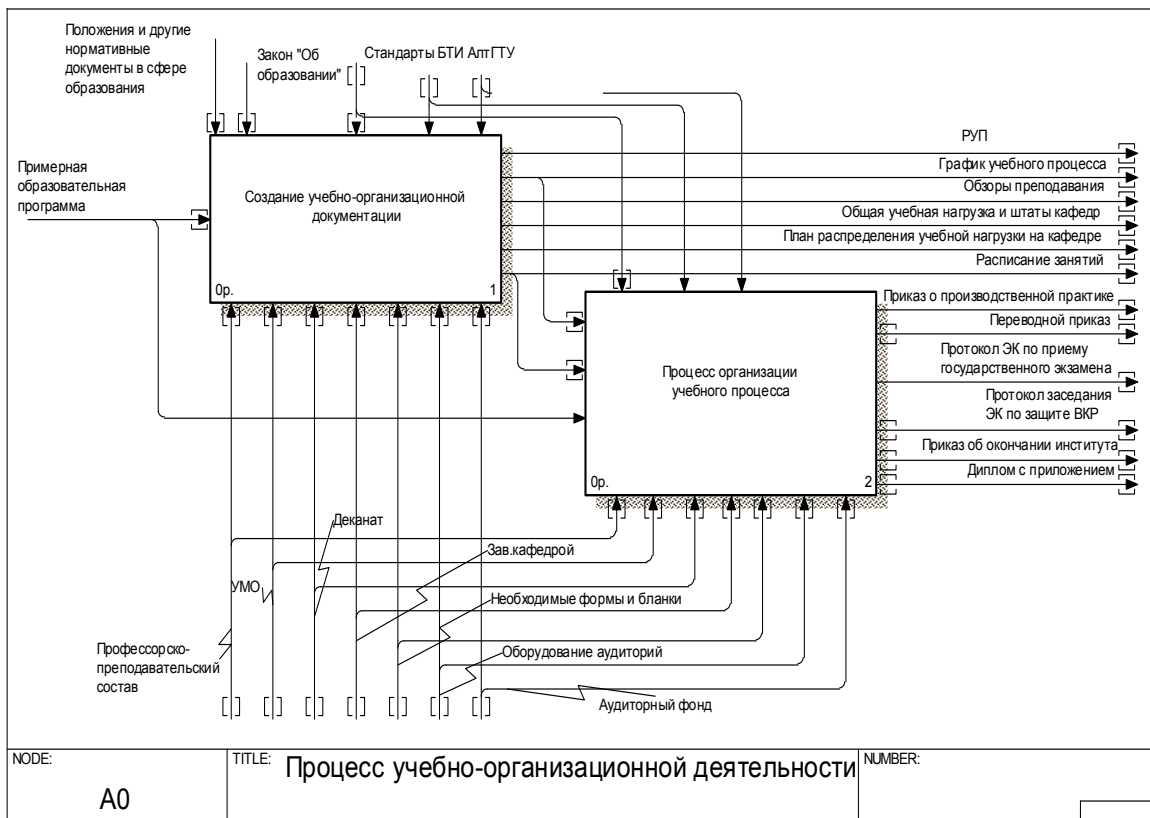 Положения и другие
нормативные
документы в сфере
образования
Закон "Об
образовании"
Стандарты БТИ АлтГТУ
Примерная
образовательная
программа
Создание учебно-организационной
документации
0р.
1
РУП
График учебного процесса
Обзоры преподавания
Общая учебная нагрузка и штаты кафедр
План распределения учебной нагрузки на кафедре
Расписание занятий
Процесс организации
учебного процесса
0р.
2
Приказ о производственной практике
Переводной приказ
Протокол ЭК по приему
государственного экзамена
Протокол заседания
ЭК по защите ВКР
Приказ об окончании института
Диплом с приложением
Деканат
Зав.кафедрой
УМО
Необходимые формы и бланки
Профессорско-
преподавательский
состав
Оборудование аудиторий
Аудиторный фонд
NODE:
A0
TITLE:
Процесс учебно-организационной деятельности
NUMBER: